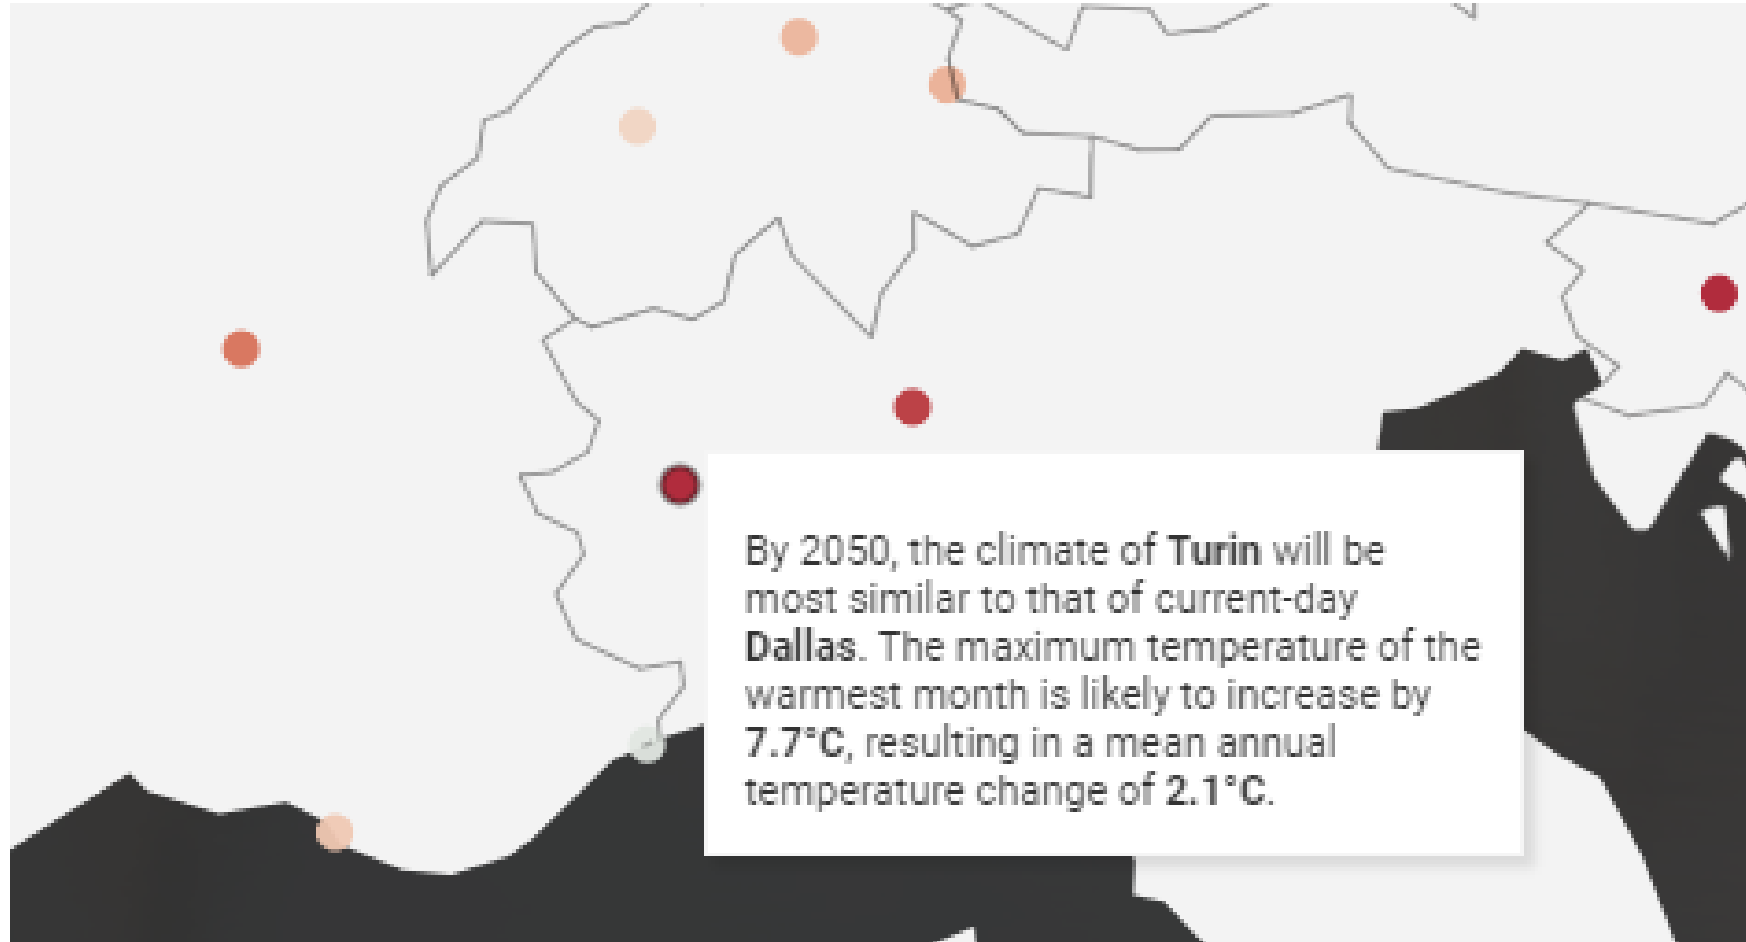 By 2050, the climate of Turin will be
most similar to that of current-day
Dallas. The maximum temperature of the
warmest month is likely to increase by
7.7°C, resulting in a mean annual
temperature change of 2.1°C.